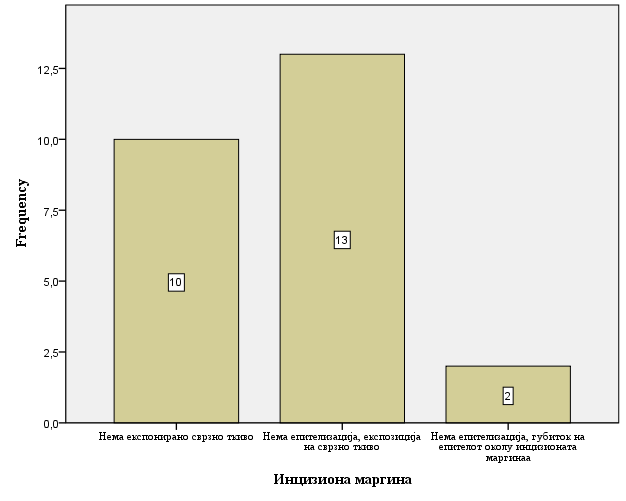 12,5
10,0
7,5
5,0
2,5
0,0
Frequency
10
13
2
Нема експонирано сврзно ткиво
Нема епителизација, експозиција
на сврзно ткиво
Нема епителизација, губиток на
епителот околу инцизионата
маргинаа
Инцизиона маргина